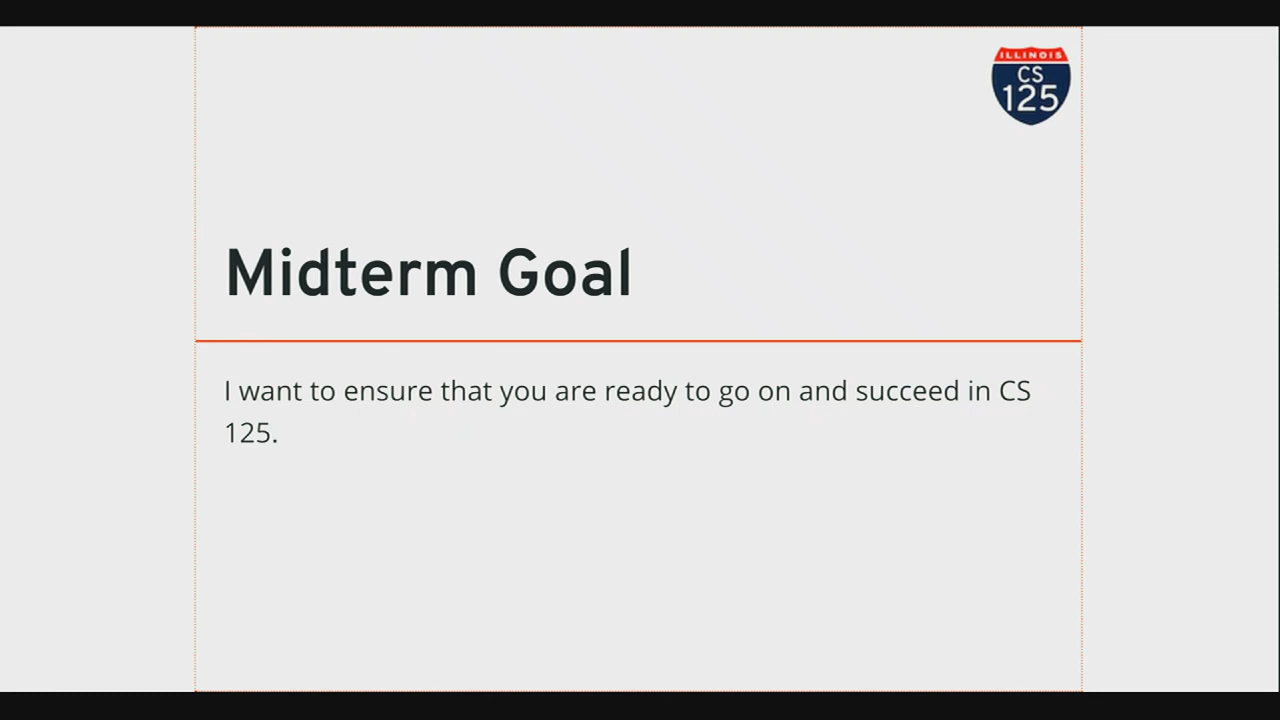 ILLINOIS
CS
125
Midterm Goal
I want to ensure that you are ready to go on and succeed in CS
125.